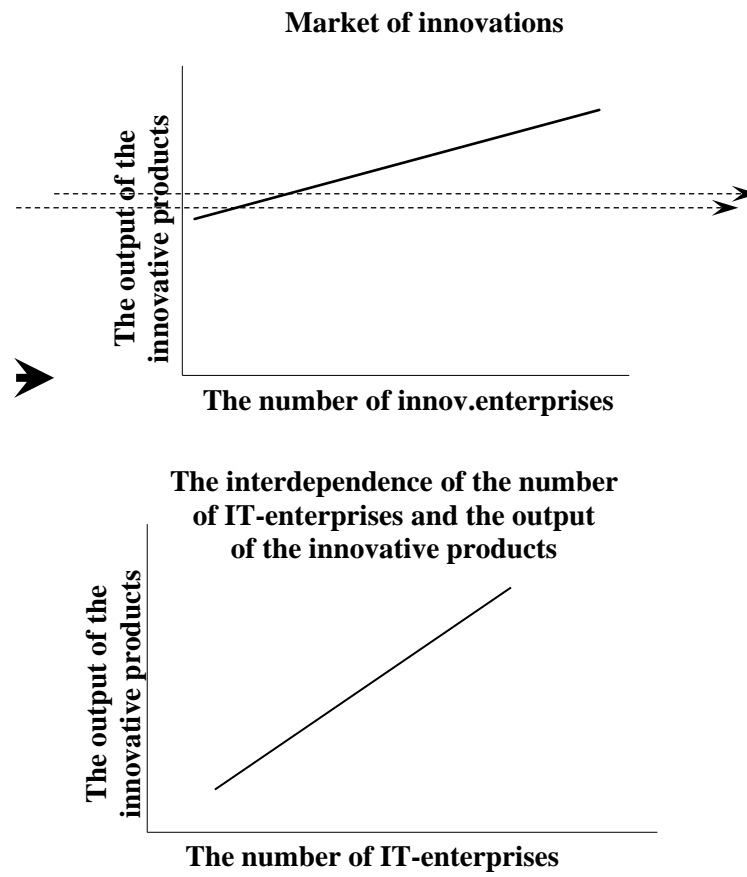 Market of innovations
The output of the
innovative products
The number of innov.enterprises
The interdependence of the number
of IT-enterprises and the output
of the innovative products
The output of the
innovative products
The number of IT-enterprises